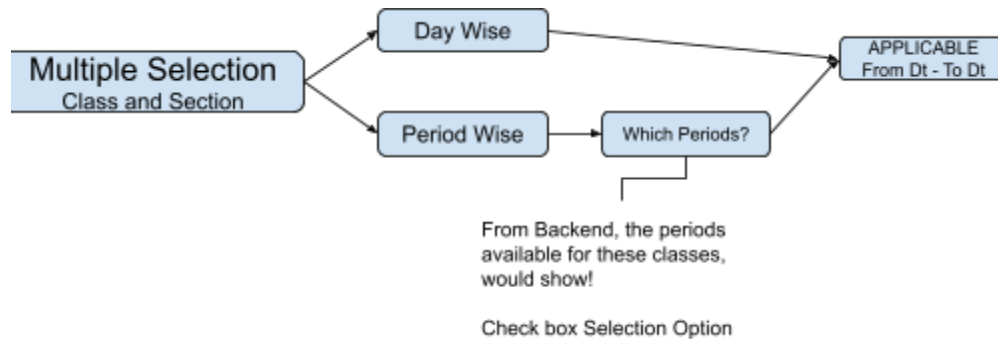 Multiple Selection
Class and Section
Day Wise
Period Wise
Which Periods?
APPLICABLE
From Dt - To Dt
From Backend, the periods
available for these classes,
would show!
Check box Selection Option